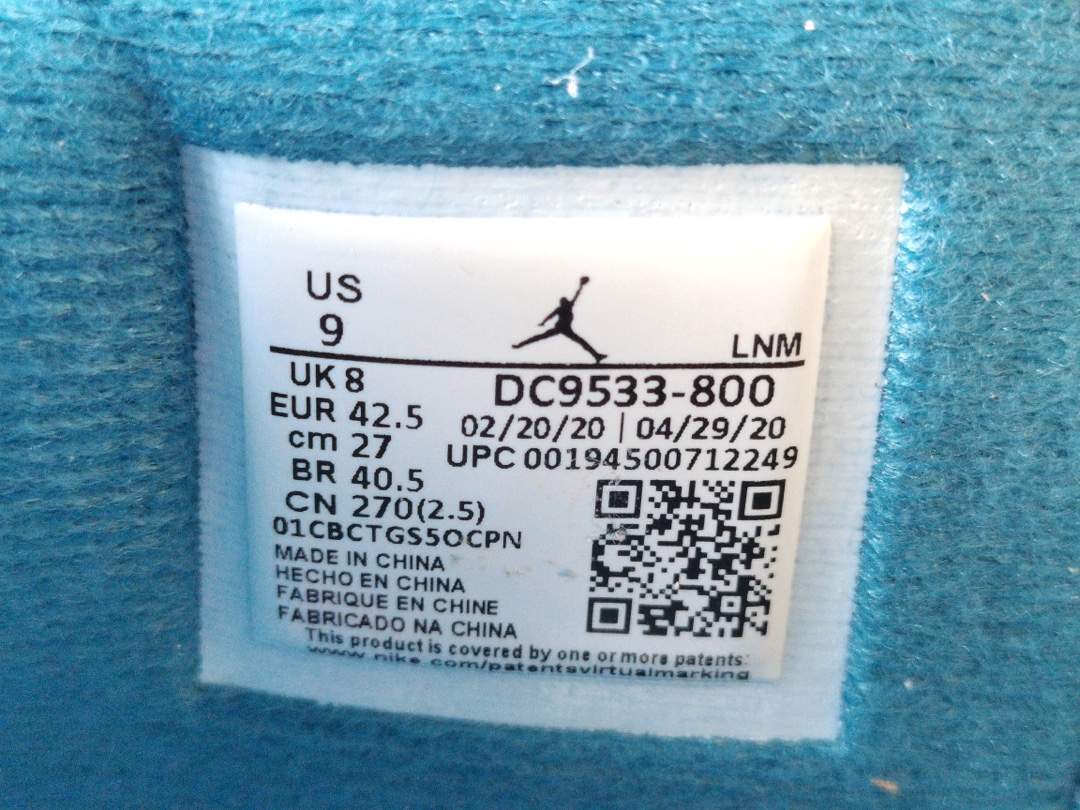 US
9
LNM
UK 8
EUR 42.5
cm 27
BR 40.5
CN 270(2.5)
DC9533-800
02/20/20 | 04/29/20
UPC 00194500712249
01CBCTGS5OCPN
MADE IN CHINA
HECHO EN CHINA
FABRIQUE EN CHINE
FABRICADO NA CHINA
This product is covered by one or more patents:
www.nike.com/patentsvirtualmarking